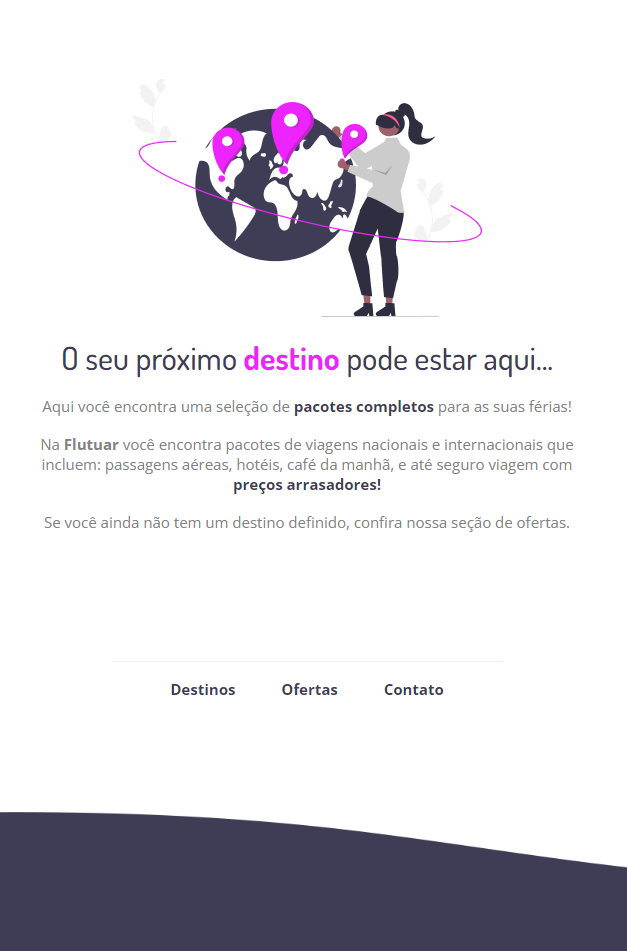 O seu próximo destino pode estar aqui...
Aqui você encontra uma seleção de pacotes completos para as suas férias!
Na Flutuar você encontra pacotes de viagens nacionais e internacionais que
incluem: passagens aéreas, hotéis, café da manhã, e até seguro viagem com
preços arrasadores!
Se você ainda não tem um destino definido, confira nossa seção de ofertas.
Destinos Ofertas Contato